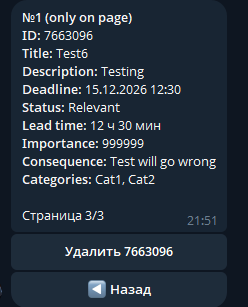 №1 (only on page)
ID: 7663096
Title: Test6
Description: Testing
Deadline: 15.12.2026 12:30
Status: Relevant
Lead time: 12 ч 30 мин
Importance: 999999
Consequence: Test will go wrong
Categories: Cat1, Cat2
Страница 3/3
21:51
Удалить 7663096
◀ Назад